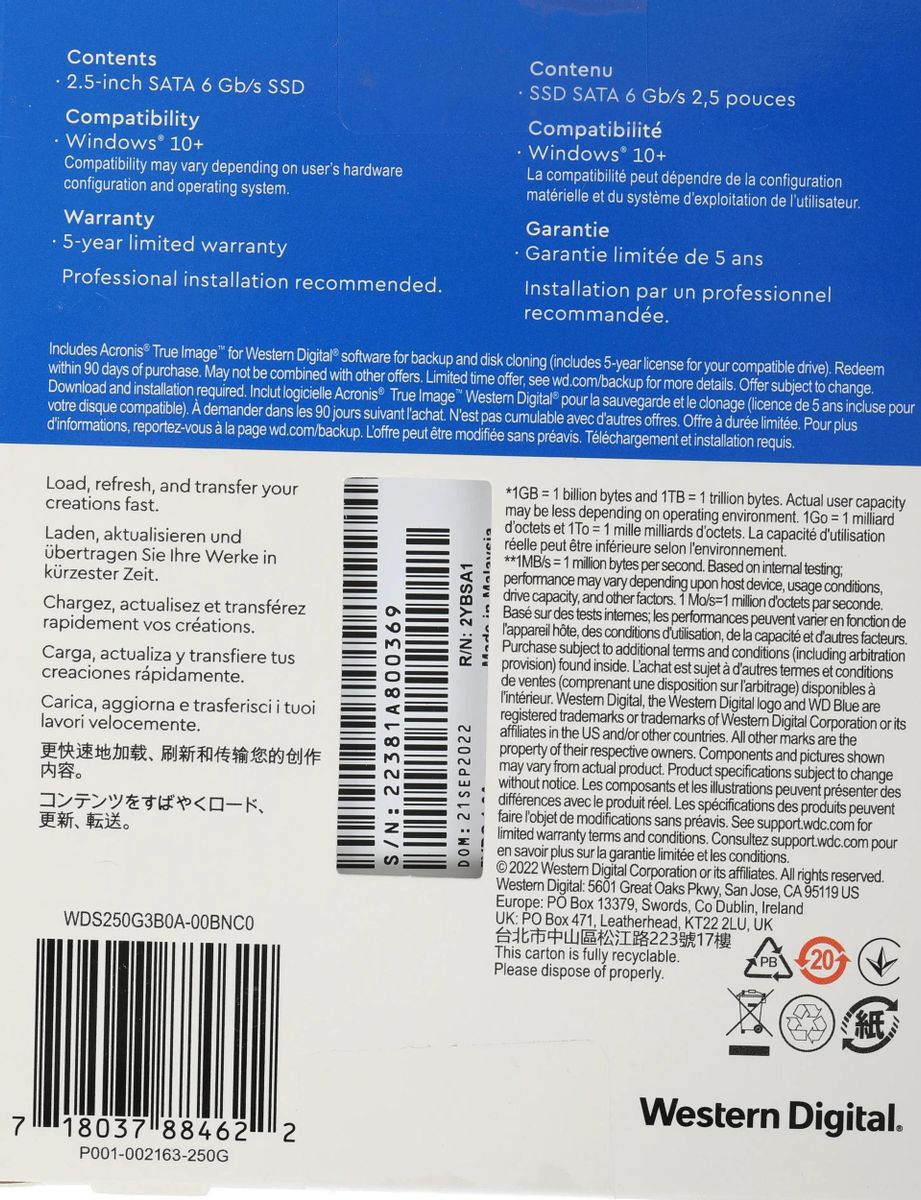 Contents
· 2.5-inch SATA 6 Gb/s SSD
Compatibility
· Windows® 10+
Compatibility may vary depending on user's hardware
configuration and operating system.
Warranty
· 5-year limited warranty
Professional installation recommended.
Contenu
· SSD SATA 6 Gb/s 2,5 pouces
Compatibilité
· Windows® 10+
La compatibilité peut dépendre de la configuration
matérielle et du système d'exploitation de l'utilisateur.
Garantie
· Garantie limitée de 5 ans
Installation par un professionnel
recommandée.
Includes Acronis® True Image™ for Western Digital® software for backup and disk cloning (includes 5-year license for your compatible drive). Redeem
within 90 days of purchase. May not be combined with other offers. Limited time offer, see wd.com/backup for more details. Offer subject to change.
Download and installation required. Inclut logicielle Acronis® True Image™ Western Digital® pour la sauvegarde et le clonage (licence de 5 ans incluse pour
votre disque compatible). À demander dans les 90 jours suivant l'achat. N'est pas cumulable avec d'autres offres. Offre à durée limitée. Pour plus
d'informations, reportez-vous à la page wd.com/backup. L'offre peut être modifiée sans préavis. Téléchargement et installation requis.
Load, refresh, and transfer your
creations fast.
Laden, aktualisieren und
übertragen Sie Ihre Werke in
kürzester Zeit.
Chargez, actualisez et transférez
rapidement vos créations.
Carga, actualiza y transfiere tus
creaciones rápidamente.
Carica, aggiorna e trasferisci i tuoi
lavori velocemente.
更快速地加载、刷新和传输您的创作
内容。
コンテンツをすばやくロード、
更新、転送。
S/N: 22381A800369
DOM: 21SEP2022
R/N: 2YBSA1
Made in Malaysia
*1GB = 1 billion bytes and 1TB = 1 trillion bytes. Actual user capacity
may be less depending on operating environment. 1Go = 1 milliard
d'octets et 1To = 1 mille milliards d'octets. La capacité d'utilisation
réelle peut être inférieure selon l'environnement.
**1MB/s = 1 million bytes per second. Based on internal testing;
performance may vary depending upon host device, usage conditions,
drive capacity, and other factors. 1 Mo/s=1 million d'octets par seconde.
Basé sur des tests internes; les performances peuvent varier en fonction de
l'appareil hôte, des conditions d'utilisation, de la capacité et d'autres facteurs.
Purchase subject to additional terms and conditions (including arbitration
provision) found inside. L'achat est sujet à d'autres termes et conditions
de ventes (comprenant une disposition sur l'arbitrage) disponibles à
l'intérieur. Western Digital, the Western Digital logo and WD Blue are
registered trademarks or trademarks of Western Digital Corporation or its
affiliates in the US and/or other countries. All other marks are the
property of their respective owners. Components and pictures shown
may vary from actual product. Product specifications subject to change
without notice. Les composants et les illustrations peuvent présenter des
différences avec le produit réel. Les spécifications des produits peuvent
faire l'objet de modifications sans préavis. See support.wdc.com for
limited warranty terms and conditions. Consultez support.wdc.com pour
en savoir plus sur la garantie limitée et les conditions.
© 2022 Western Digital Corporation or its affiliates. All rights reserved.
Western Digital: 5601 Great Oaks Pkwy, San Jose, CA 95119 US
Europe: PO Box 13379, Swords, Co Dublin, Ireland
UK: PO Box 471, Leatherhead, KT22 2LU, UK
台北市中山區松江路223號17樓
This carton is fully recyclable.
Please dispose of properly.
PB
20
紙
WDS250G3B0A-00BNC0
7 18037 88462 2
P001-002163-250G
Western Digital®